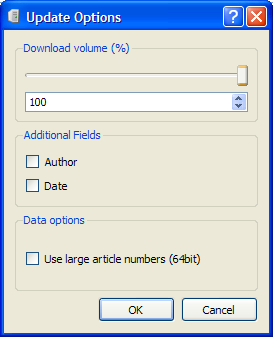 Update Options
Download volume (%)
100
Additional Fields
Author
Date
Data options
Use large article numbers (64bit)
OK Cancel